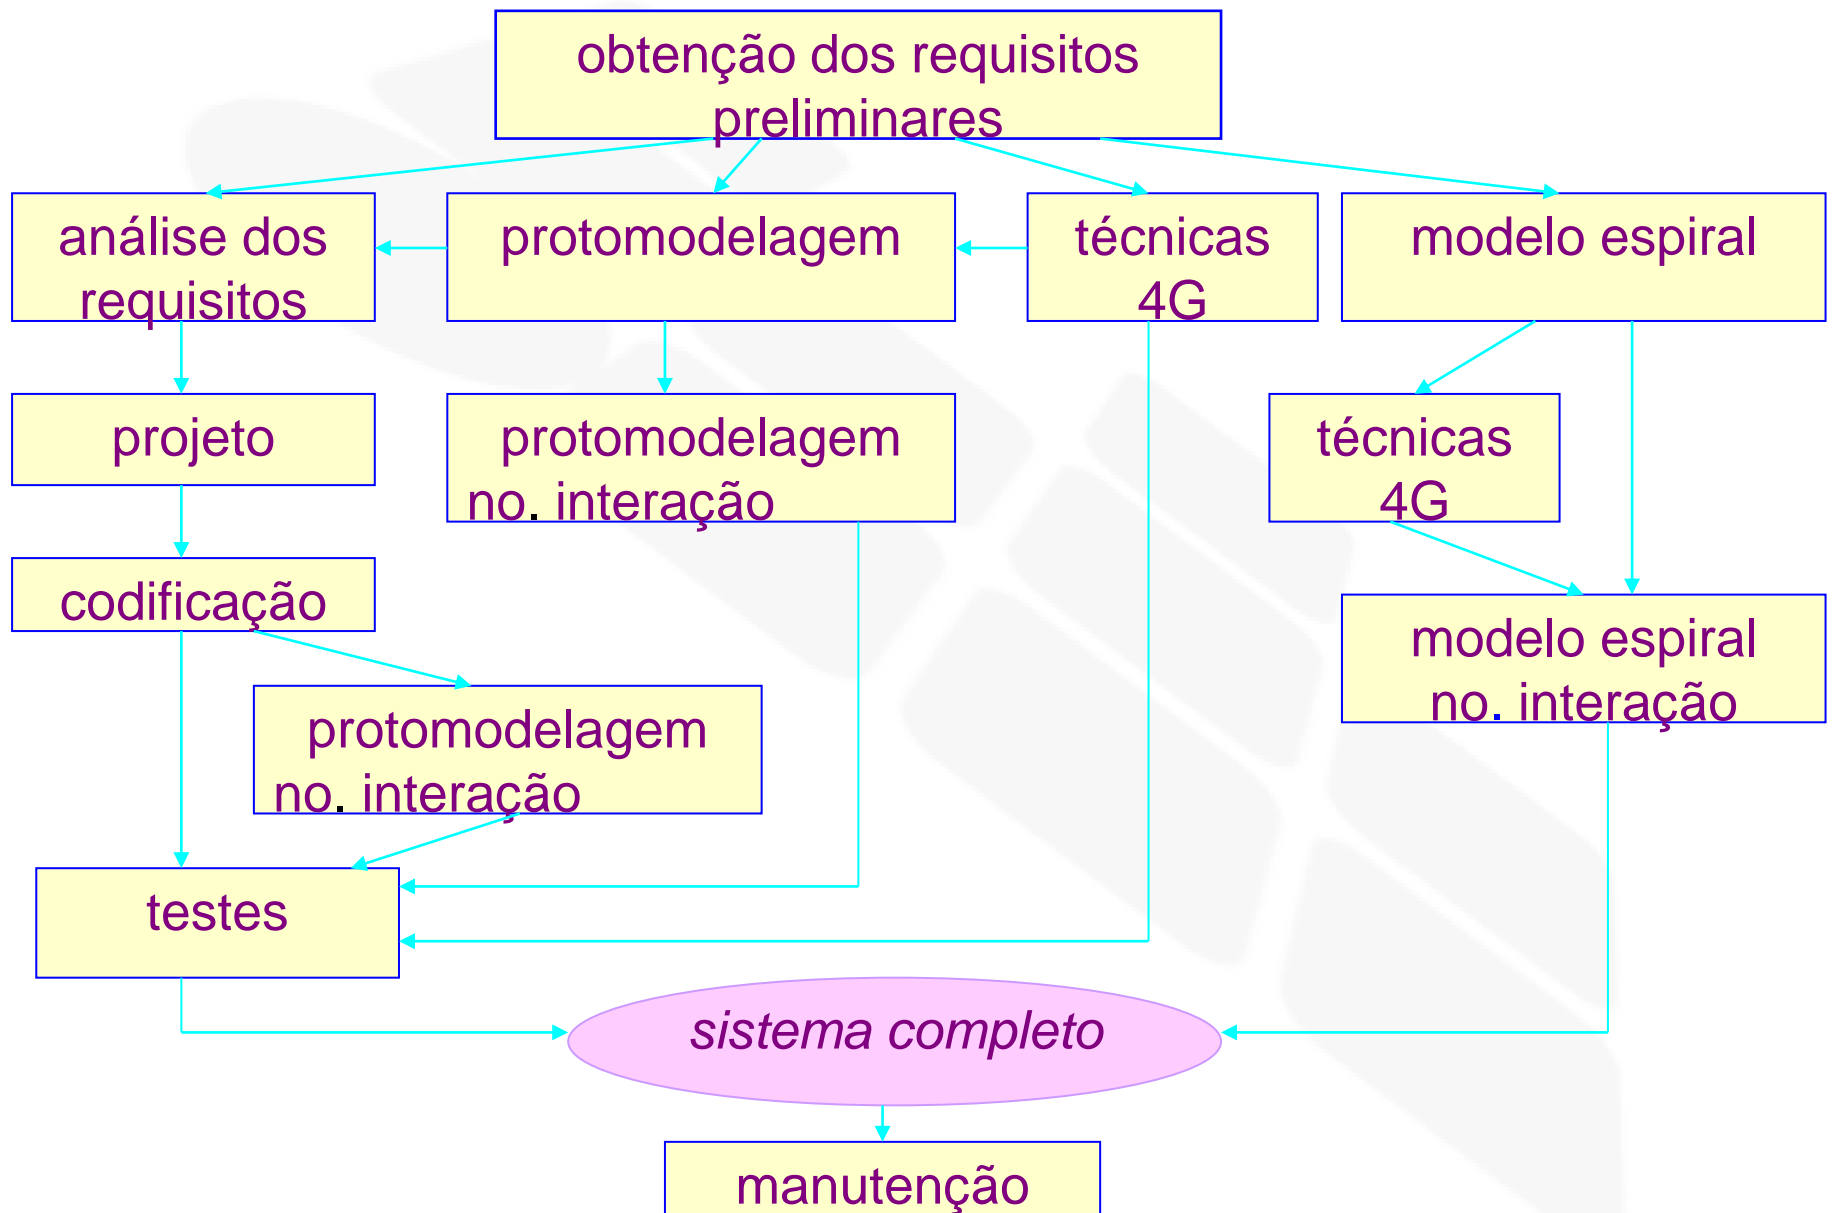 obtenção dos requisitos
preliminares
análise dos
requisitos
protomodelagem
técnicas
4G
modelo espiral
projeto
protomodelagem
no. interação
técnicas
4G
codificação
modelo espiral
no. interação
protomodelagem
no. interação
testes
sistema completo
manutenção